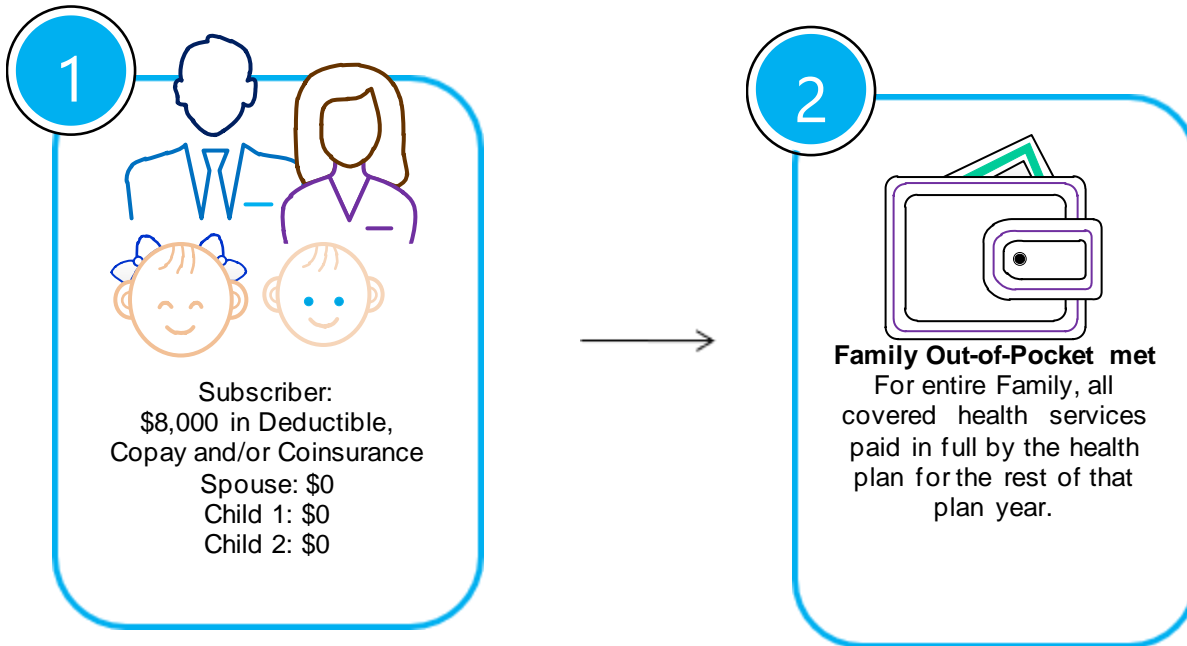 1
Subscriber:
$8,000 in Deductible,
Copay and/or Coinsurance
Spouse: $0
Child 1: $0
Child 2: $0
2
Family Out-of-Pocket met
For entire Family, all
covered health services
paid in full by the health
plan for the rest of that
plan year.